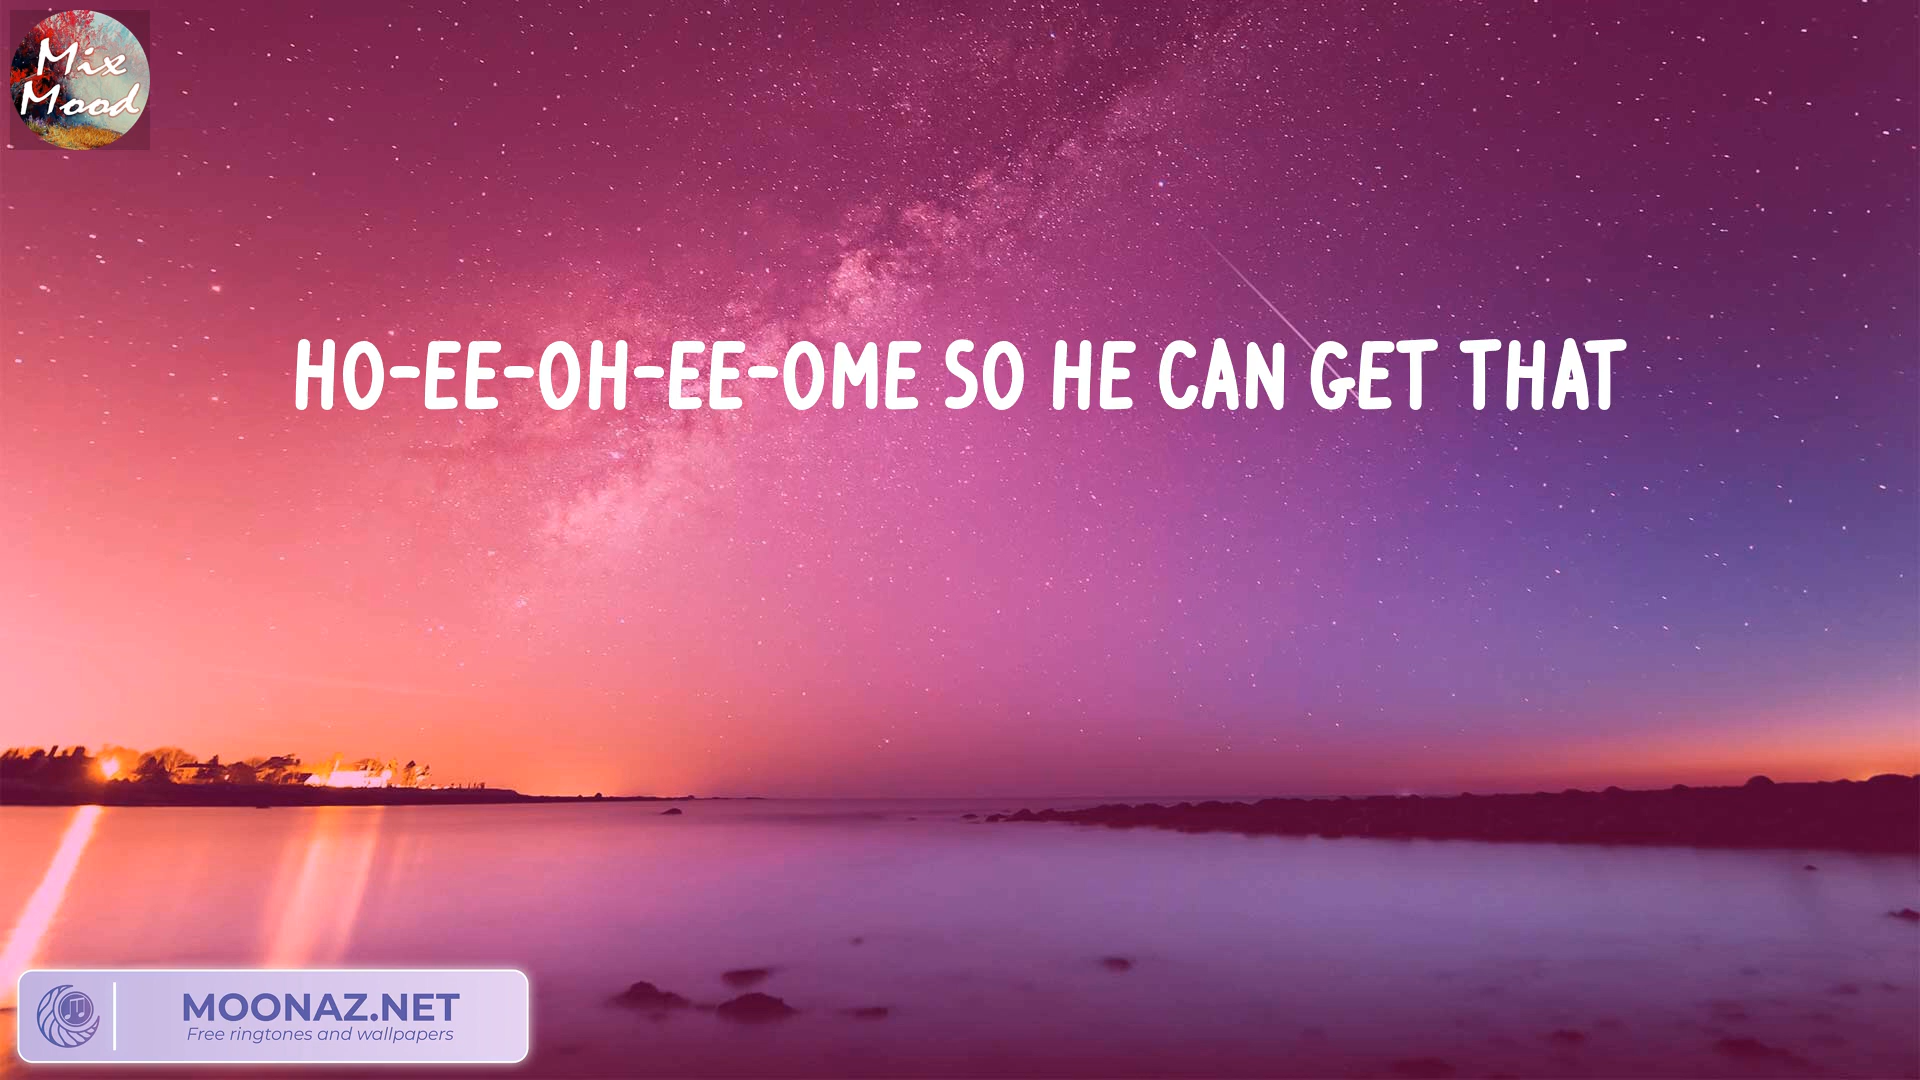 Mix
Mood
HO-EE-OH-EE-OME SO HE CAN GET THAT
MOONAZ.NET
Free ringtones and wallpapers